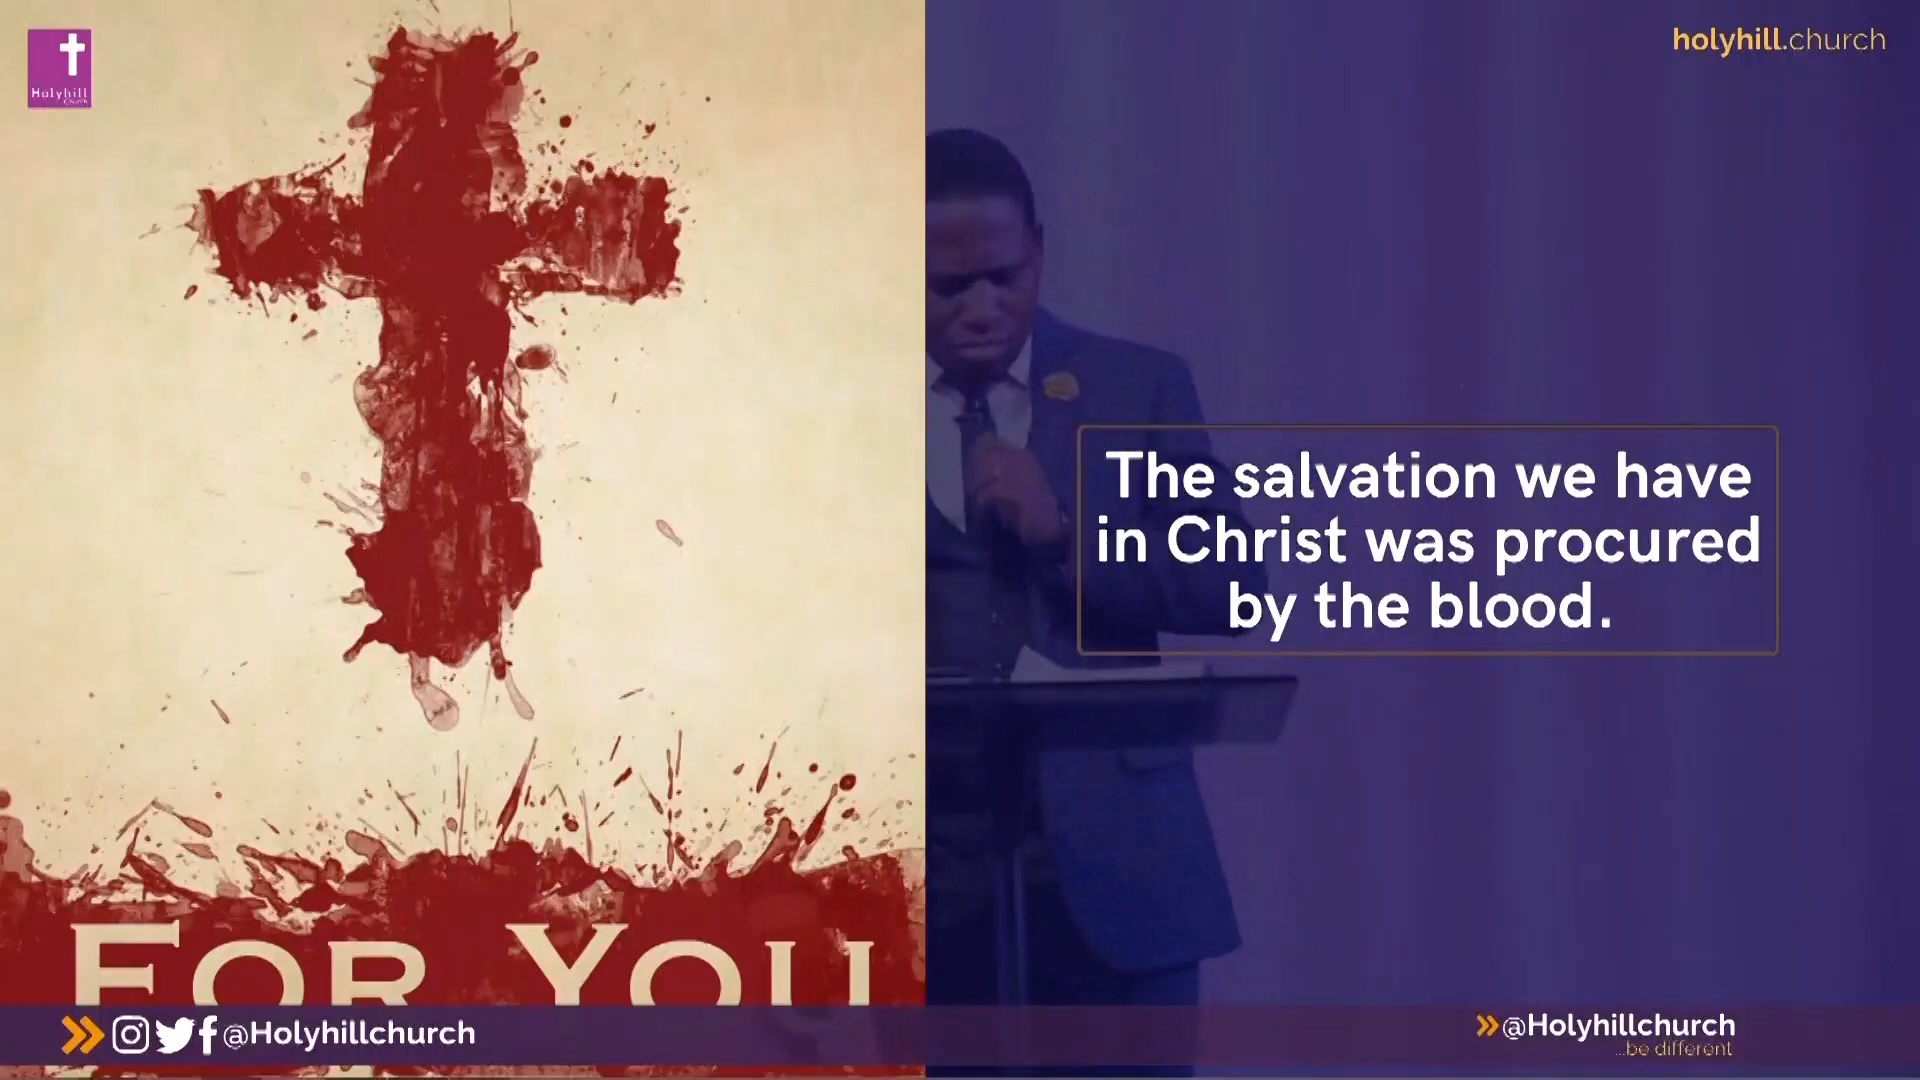 Holyhill
Church
holyhill.church
The salvation we have
in Christ was procured
by the blood.
FOR YOU
@Holyhillchurch
@Holyhillchurch
...be different